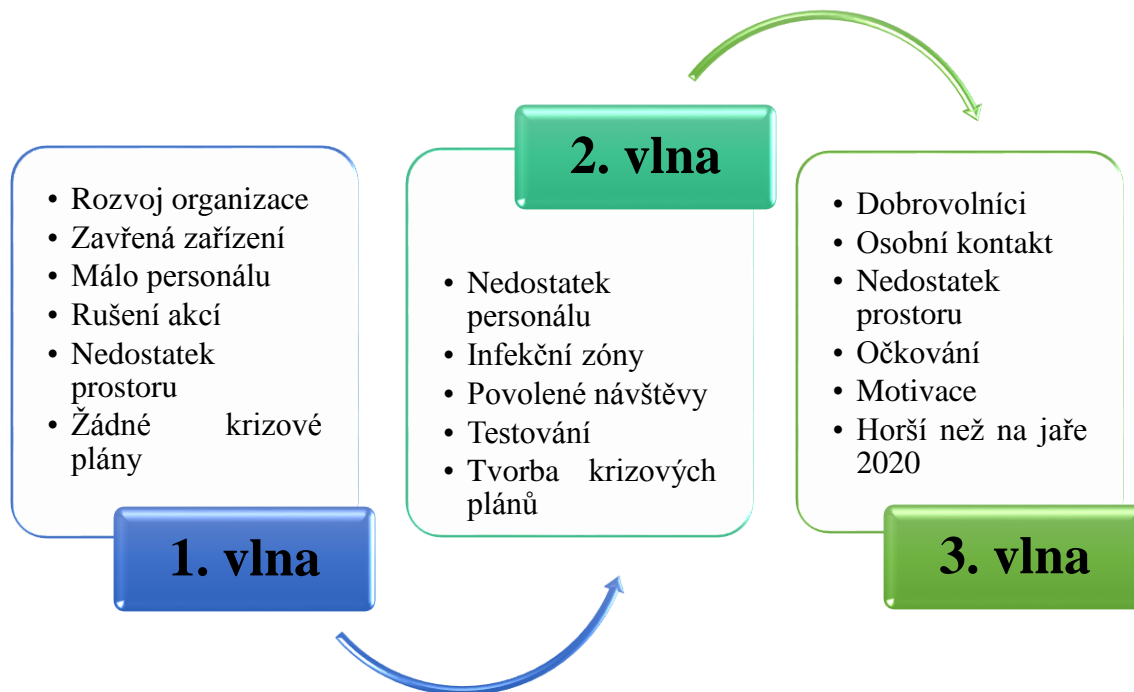 • Rozvoj organizace
• Zavřená zařízení
• Málo personálu
• Rušení akcí
• Nedostatek
prostoru
• Žádné krizové
plány
1. vlna
2. vlna
• Nedostatek
personálu
• Infekční zóny
• Povolené návštěvy
• Testování
• Tvorba krizových
plánů
• Dobrovolníci
• Osobní kontakt
• Nedostatek
prostoru
• Očkování
• Motivace
• Horší než na jaře
2020
3. vlna